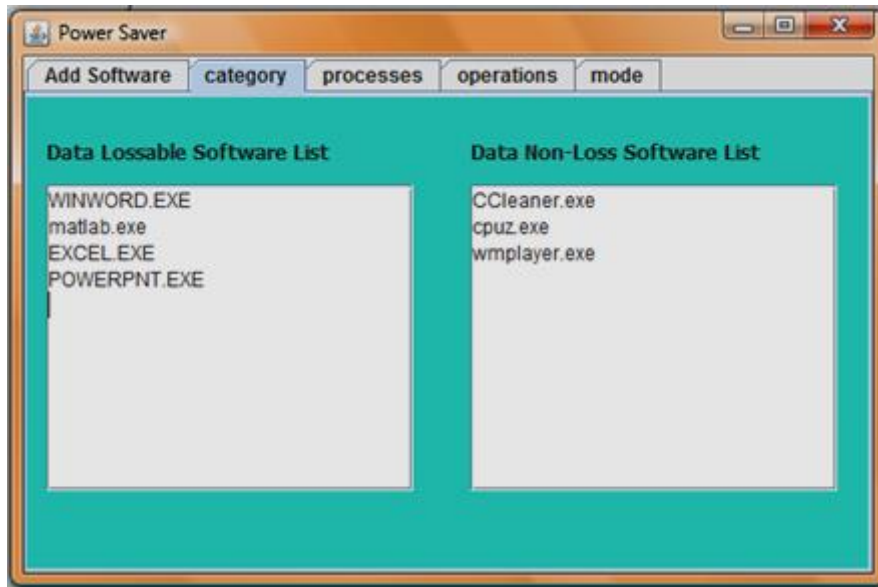 Power Saver
Add Software category processes operations mode
Data Lossable Software List
WINWORD.EXE
matlab.exe
EXCEL.EXE
POWERPNT.EXE
Data Non-Loss Software List
CCleaner.exe
cpuz.exe
wmplayer.exe